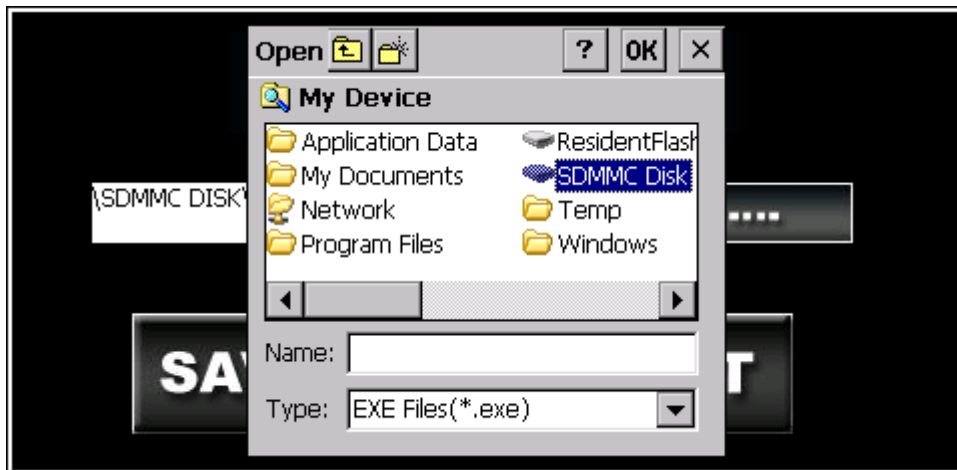 Open ? OK ×
My Device
Application Data ResidentFlash
My Documents SDMMC Disk
\SDMMC DISK\
Network Temp
....
Program Files Windows
Name:
SA T
Type: EXE Files(*.exe)